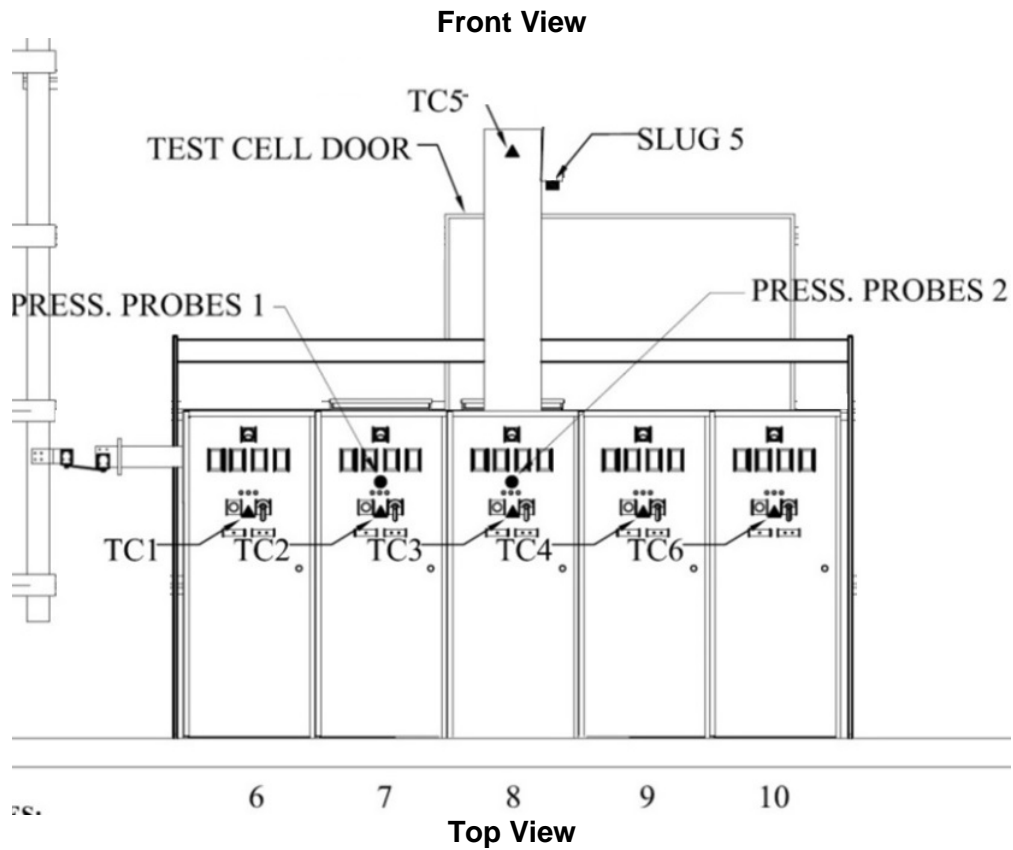 Front View
TC5
TEST CELL DOOR
SLUG 5
PRESS. PROBES 1
PRESS. PROBES 2
TC1 TC2 TC3 TC4 TC6
6 7 8 9 10
Top View